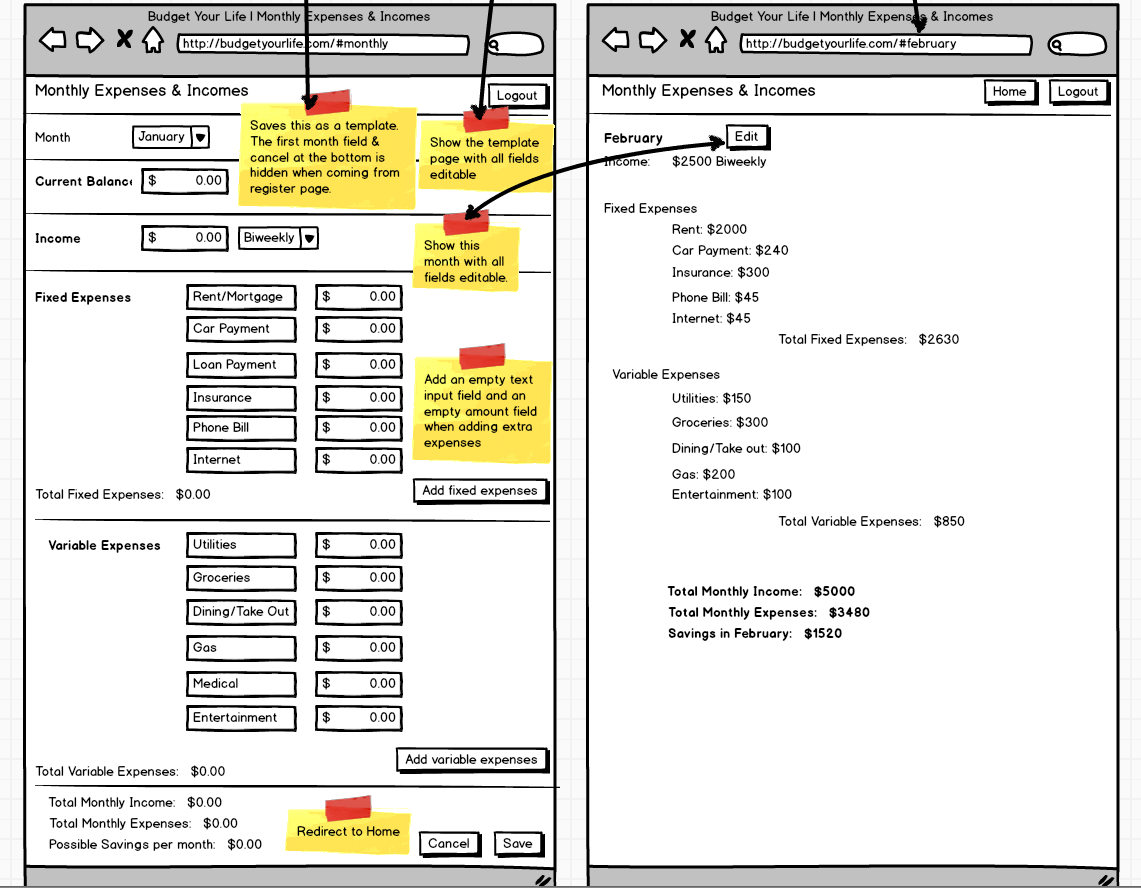 Budget Your Life | Monthly Expenses & Incomes
http://budgetyourlife.com/#monthly
Monthly Expenses & Incomes
Logout
Month
January
Saves this as a template.
The first month field &
cancel at the bottom is
hidden when coming from
register page.
Show the template
page with all fields
editable
Current Balanc
$ 0.00
Income
$ 0.00
Biweekly
Show this
month with all
fields editable.
Fixed Expenses
Rent/Mortgage $ 0.00
Car Payment $ 0.00
Loan Payment $ 0.00
Insurance $ 0.00
Phone Bill $ 0.00
Internet $ 0.00
Add an empty text
input field and an
empty amount field
when adding extra
expenses
Total Fixed Expenses: $0.00
Add fixed expenses
Variable Expenses
Utilities $ 0.00
Groceries $ 0.00
Dining/Take Out $ 0.00
Gas $ 0.00
Medical $ 0.00
Entertainment $ 0.00
Add variable expenses
Total Variable Expenses: $0.00
Total Monthly Income: $0.00
Total Monthly Expenses: $0.00
Possible Savings per month: $0.00
Redirect to Home
Cancel
Save
Budget Your Life | Monthly Expenses & Incomes
http://budgetyourlife.com/#february
Monthly Expenses & Incomes
Home
Logout
February
Edit
Income: $2500 Biweekly
Fixed Expenses
Rent: $2000
Car Payment: $240
Insurance: $300
Phone Bill: $45
Internet: $45
Total Fixed Expenses: $2630
Variable Expenses
Utilities: $150
Groceries: $300
Dining/Take out: $100
Gas: $200
Entertainment: $100
Total Variable Expenses: $850
Total Monthly Income: $5000
Total Monthly Expenses: $3480
Savings in February: $1520